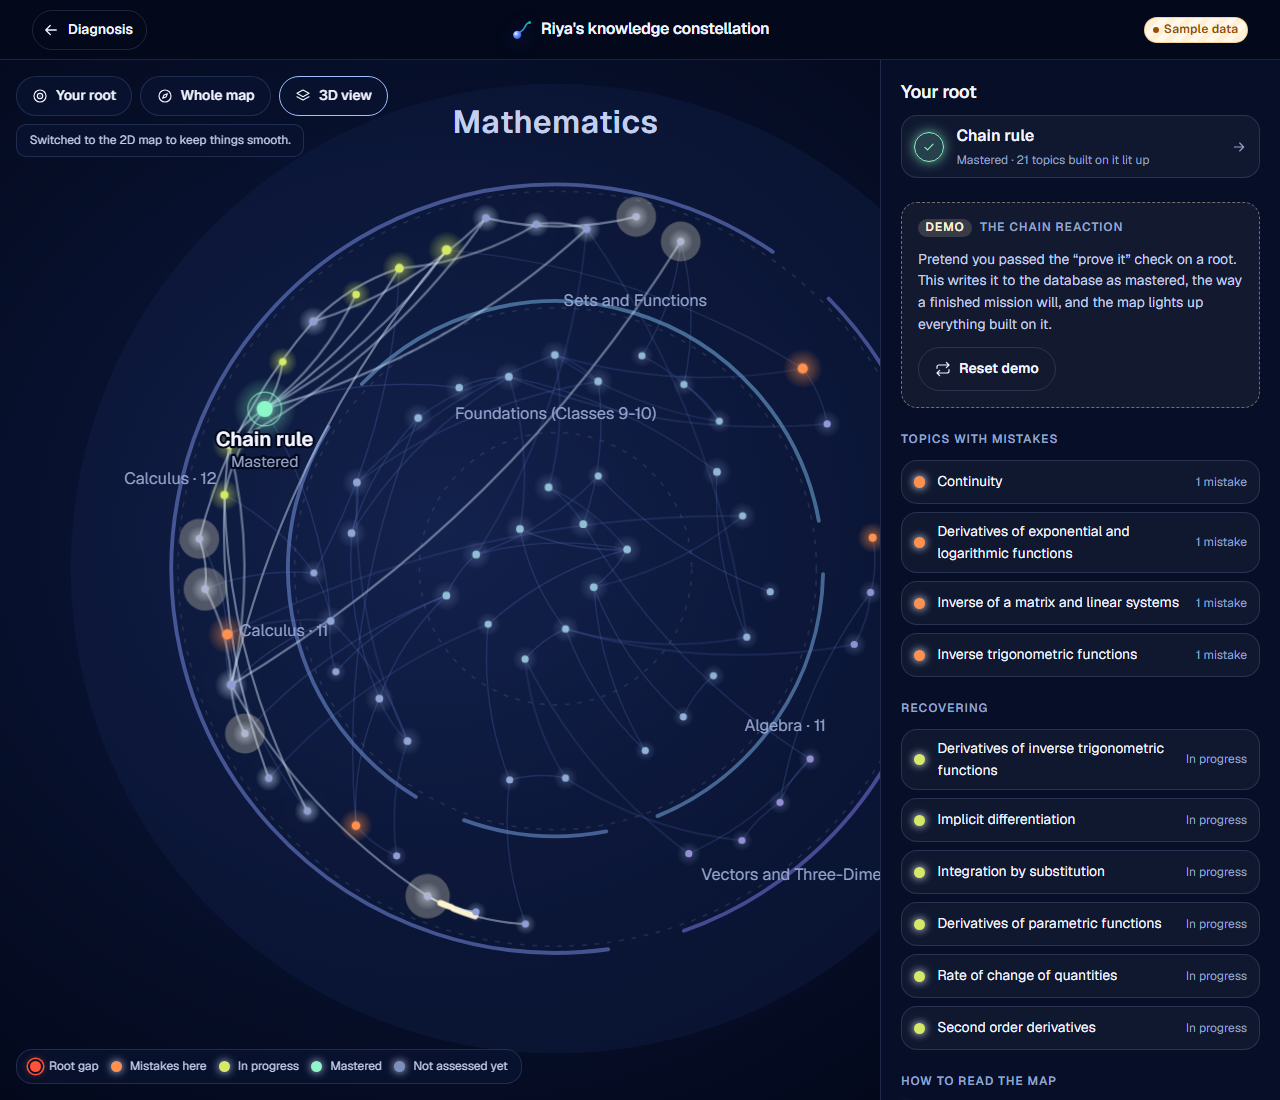 Diagnosis
Riya's knowledge constellation
Sample data
Your root
Whole map
3D view
Switched to the 2D map to keep things smooth.
Mathematics
Sets and Functions
Foundations (Classes 9-10)
Chain rule
Mastered
Calculus · 12
Calculus · 11
Algebra · 11
Vectors and Three-Dime
Root gap
Mistakes here
In progress
Mastered
Not assessed yet
Your root
Chain rule
Mastered · 21 topics built on it lit up
DEMO THE CHAIN REACTION
Pretend you passed the “prove it” check on a root.
This writes it to the database as mastered, the way
a finished mission will, and the map lights up
everything built on it.
Reset demo
TOPICS WITH MISTAKES
Continuity 1 mistake
Derivatives of exponential and
logarithmic functions 1 mistake
Inverse of a matrix and linear systems 1 mistake
Inverse trigonometric functions 1 mistake
RECOVERING
Derivatives of inverse trigonometric
functions In progress
Implicit differentiation In progress
Integration by substitution In progress
Derivatives of parametric functions In progress
Rate of change of quantities In progress
Second order derivatives In progress
HOW TO READ THE MAP